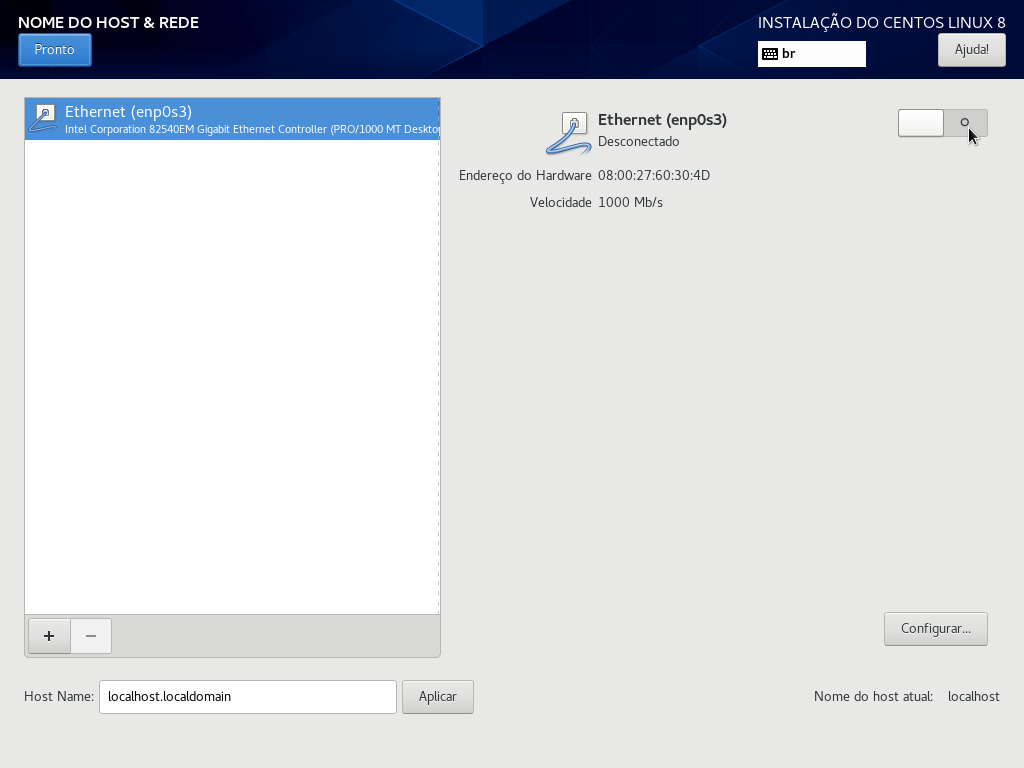 NOME DO HOST & REDE
INSTALAÇÃO DO CENTOS LINUX 8
Pronto
br
Ajuda!
Ethernet (enp0s3)
Intel Corporation 82540EM Gigabit Ethernet Controller (PRO/1000 MT Deskto
Ethernet (enp0s3)
Desconectado
Endereço do Hardware 08:00:27:60:30:4D
Velocidade 1000 Mb/s
Configurar...
Host Name: localhost.localdomain Aplicar
Nome do host atual: localhost